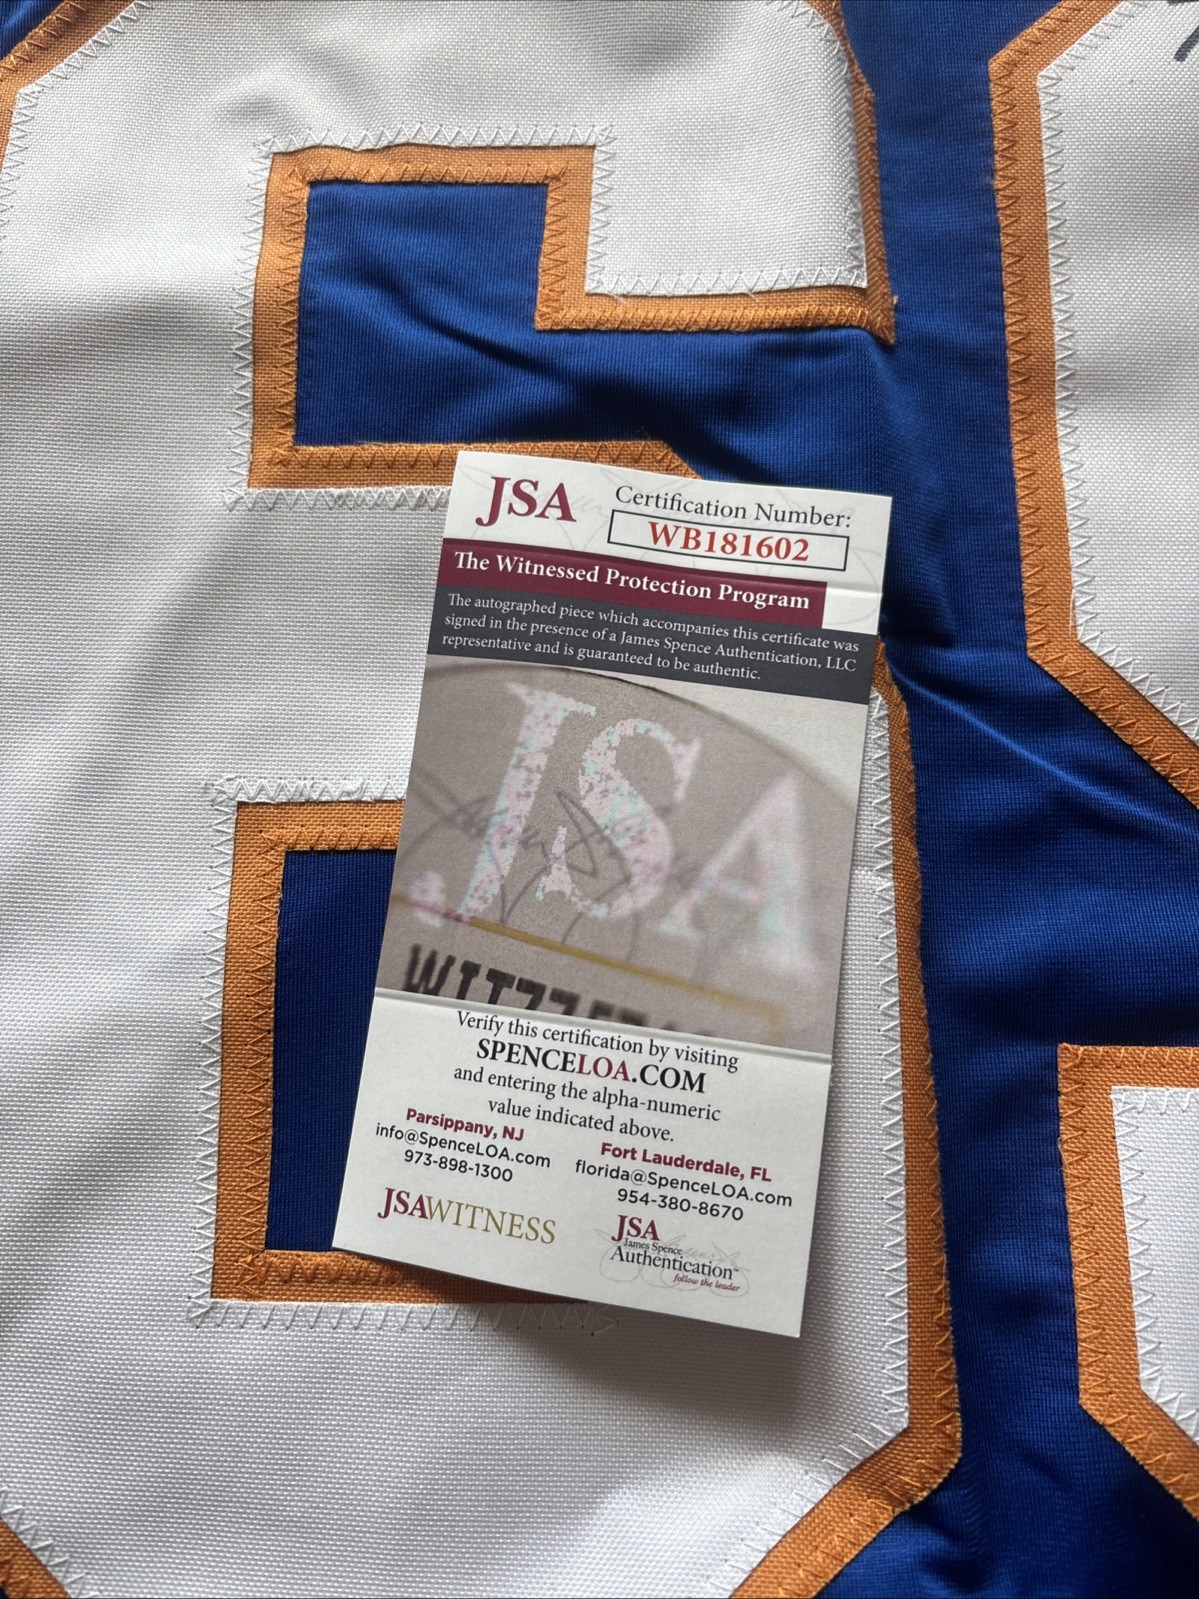 JSA
Certification Number:
WB181602
The Witnessed Protection Program
The autographed piece which accompanies this certificate was
signed in the presence of a James Spence Authentication, LLC
representative and is guaranteed to be authentic.
JSA
Verify this certification by visiting
SPENCELOA.COM
and entering the alpha-numeric
value indicated above.
Parsippany, NJ
info@SpenceLOA.com
973-898-1300
Fort Lauderdale, FL
florida@SpenceLOA.com
954-380-8670
JSAWITNESS
JSA
James Spence
Authentication™
follow the leader